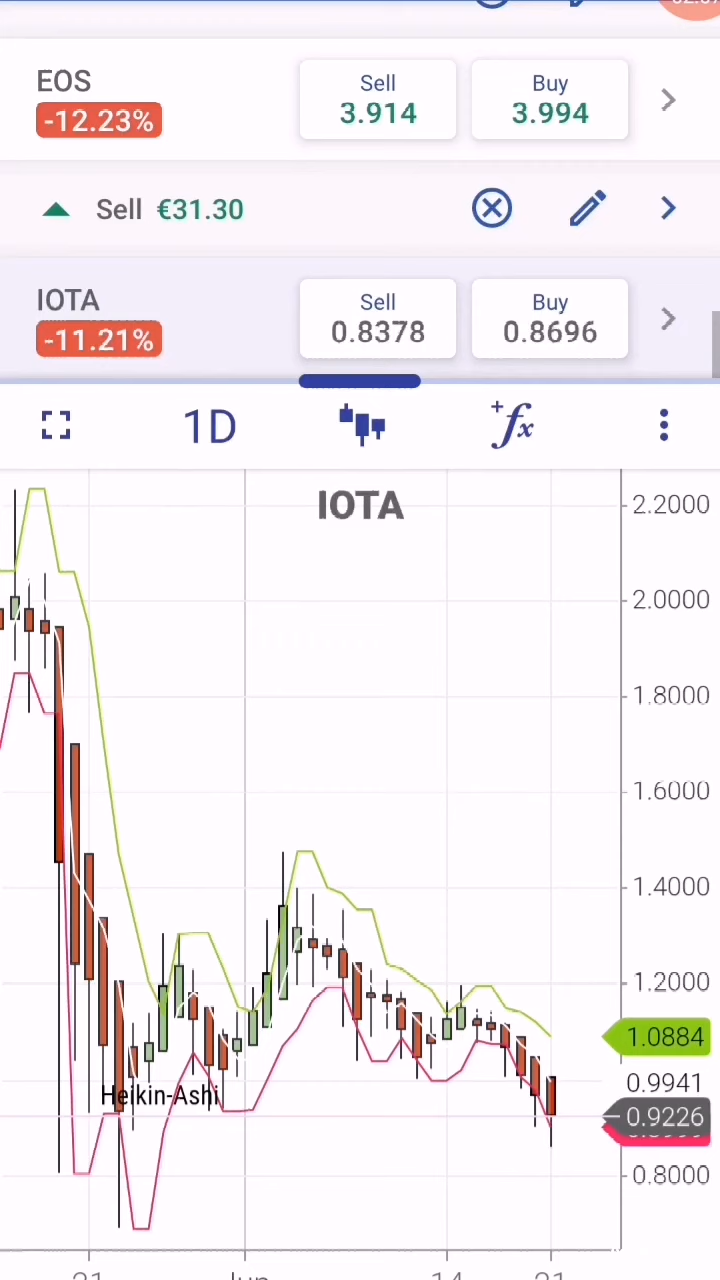 EOS
Sell
Buy
-12.23%
3.914
3.994
Sell €31.30
IOTA
Sell
Buy
-11.21%
0.8378
0.8696
1D
+fx
IOTA
2.2000
2.0000
1.8000
1.6000
1.4000
1.2000
1.0884
0.9941
Heikin-Ashi
0.9226
0.8000